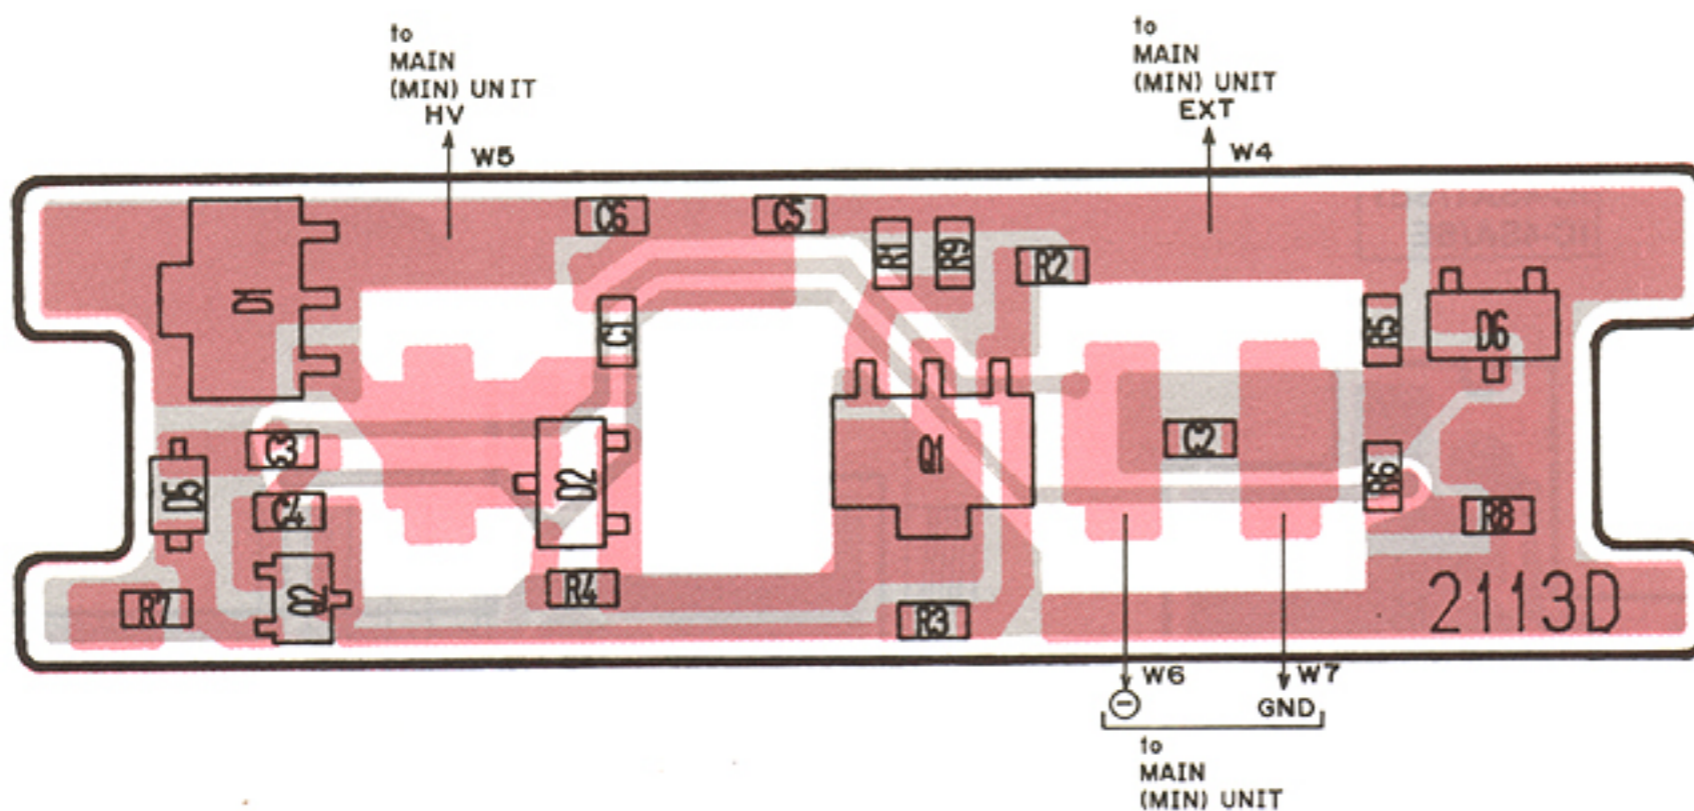 to
MAIN
(MIN) UNIT
HV
W5
to
MAIN
(MIN) UNIT
EXT
W4
C6
C5
R1
R9
R2
D1
C1
R5
D6
C3
D5
C4
D2
Q1
C2
R6
R8
R7
Q2
R4
R3
2113D
W6
W7
⊖
GND
to
MAIN
(MIN) UNIT